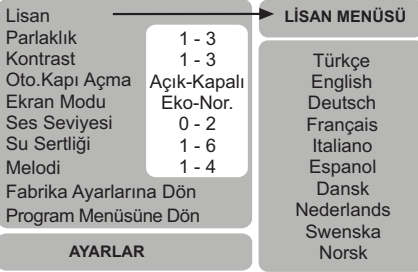 Lisan
Parlaklık 1 - 3
Kontrast 1 - 3
Oto.Kapı Açma Açık-Kapalı
Ekran Modu Eko-Nor.
Ses Seviyesi 0 - 2
Su Sertliği 1 - 6
Melodi 1 - 4
Fabrika Ayarlarına Dön
Program Menüsüne Dön
AYARLAR
LİSAN MENÜSÜ
Türkçe
English
Deutsch
Français
Italiano
Espanol
Dansk
Nederlands
Swenska
Norsk